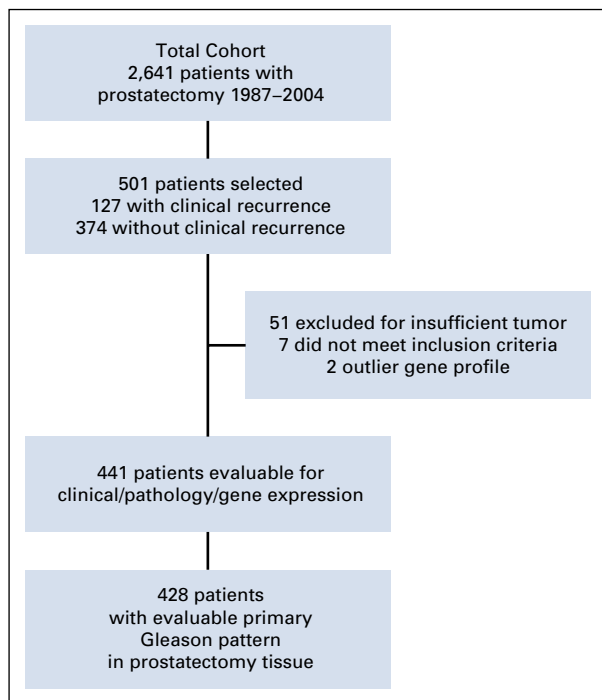 Total Cohort
2,641 patients with
prostatectomy 1987–2004
501 patients selected
127 with clinical recurrence
374 without clinical recurrence
51 excluded for insufficient tumor
7 did not meet inclusion criteria
2 outlier gene profile
441 patients evaluable for
clinical/pathology/gene expression
428 patients
with evaluable primary
Gleason pattern
in prostatectomy tissue